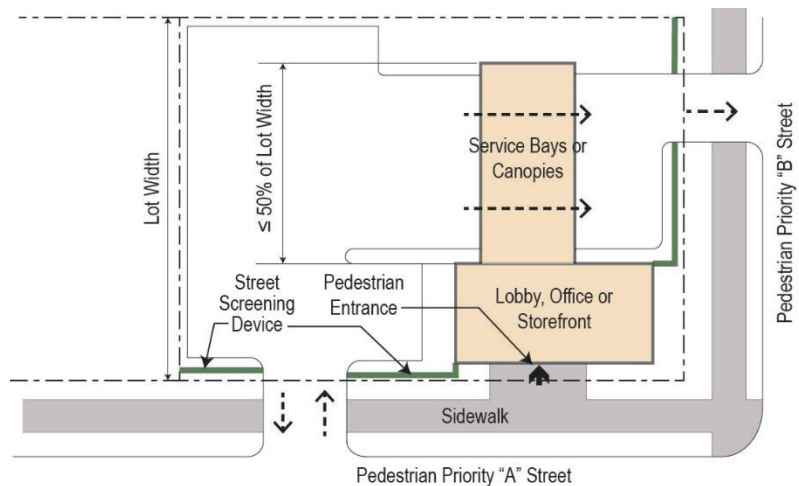 Lot Width
≤ 50% of Lot Width
Service Bays or
Canopies
Pedestrian Priority "B" Street
Street
Screening
Device
Pedestrian
Entrance
Lobby, Office or
Storefront
Sidewalk
Pedestrian Priority "A" Street